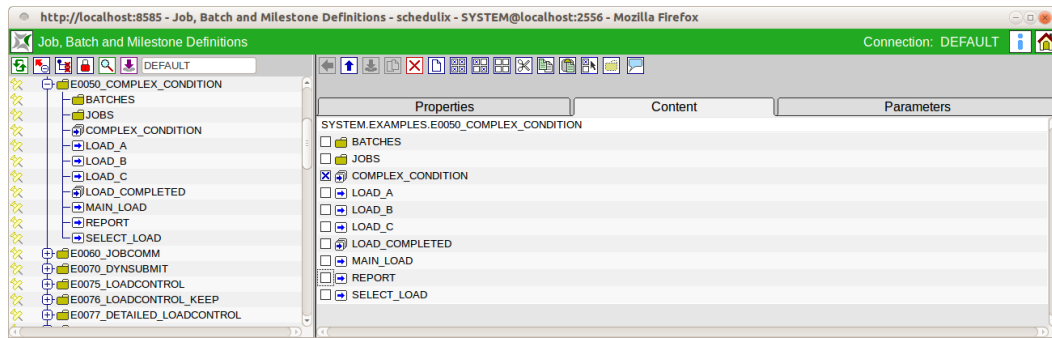 http://localhost:8585 - Job, Batch and Milestone Definitions - schedulix - SYSTEM@localhost:2556 - Mozilla Firefox
Job, Batch and Milestone Definitions
Connection: DEFAULT
DEFAULT
E0050_COMPLEX_CONDITION
BATCHES
JOBS
COMPLEX_CONDITION
LOAD_A
LOAD_B
LOAD_C
LOAD_COMPLETED
MAIN_LOAD
REPORT
SELECT_LOAD
E0060_JOBCOMM
E0070_DYNSUBMIT
E0075_LOADCONTROL
E0076_LOADCONTROL_KEEP
E0077_DETAILED_LOADCONTROL
Properties
Content
Parameters
SYSTEM.EXAMPLES.E0050_COMPLEX_CONDITION
BATCHES
JOBS
COMPLEX_CONDITION
LOAD_A
LOAD_B
LOAD_C
LOAD_COMPLETED
MAIN_LOAD
REPORT
SELECT_LOAD